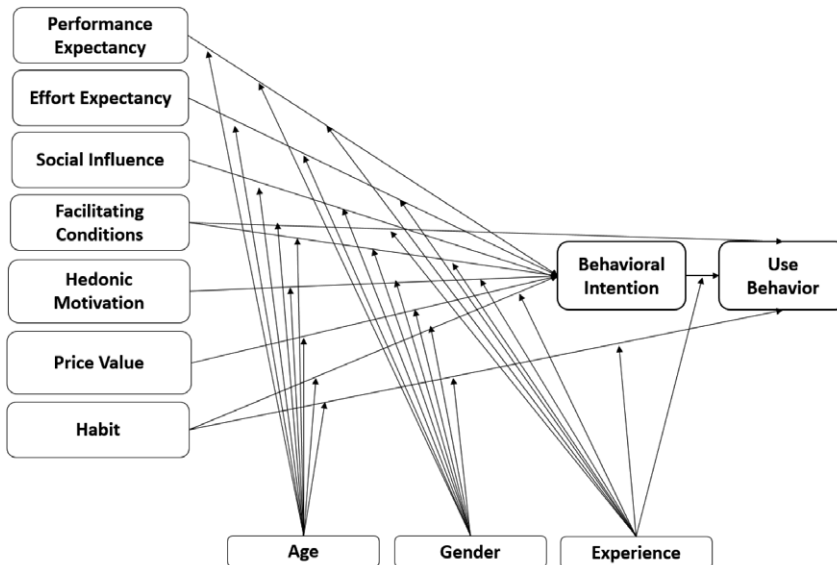 Performance
Expectancy
Effort Expectancy
Social Influence
Facilitating
Conditions
Hedonic
Motivation
Price Value
Habit
Behavioral
Intention
Use
Behavior
Age
Gender
Experience